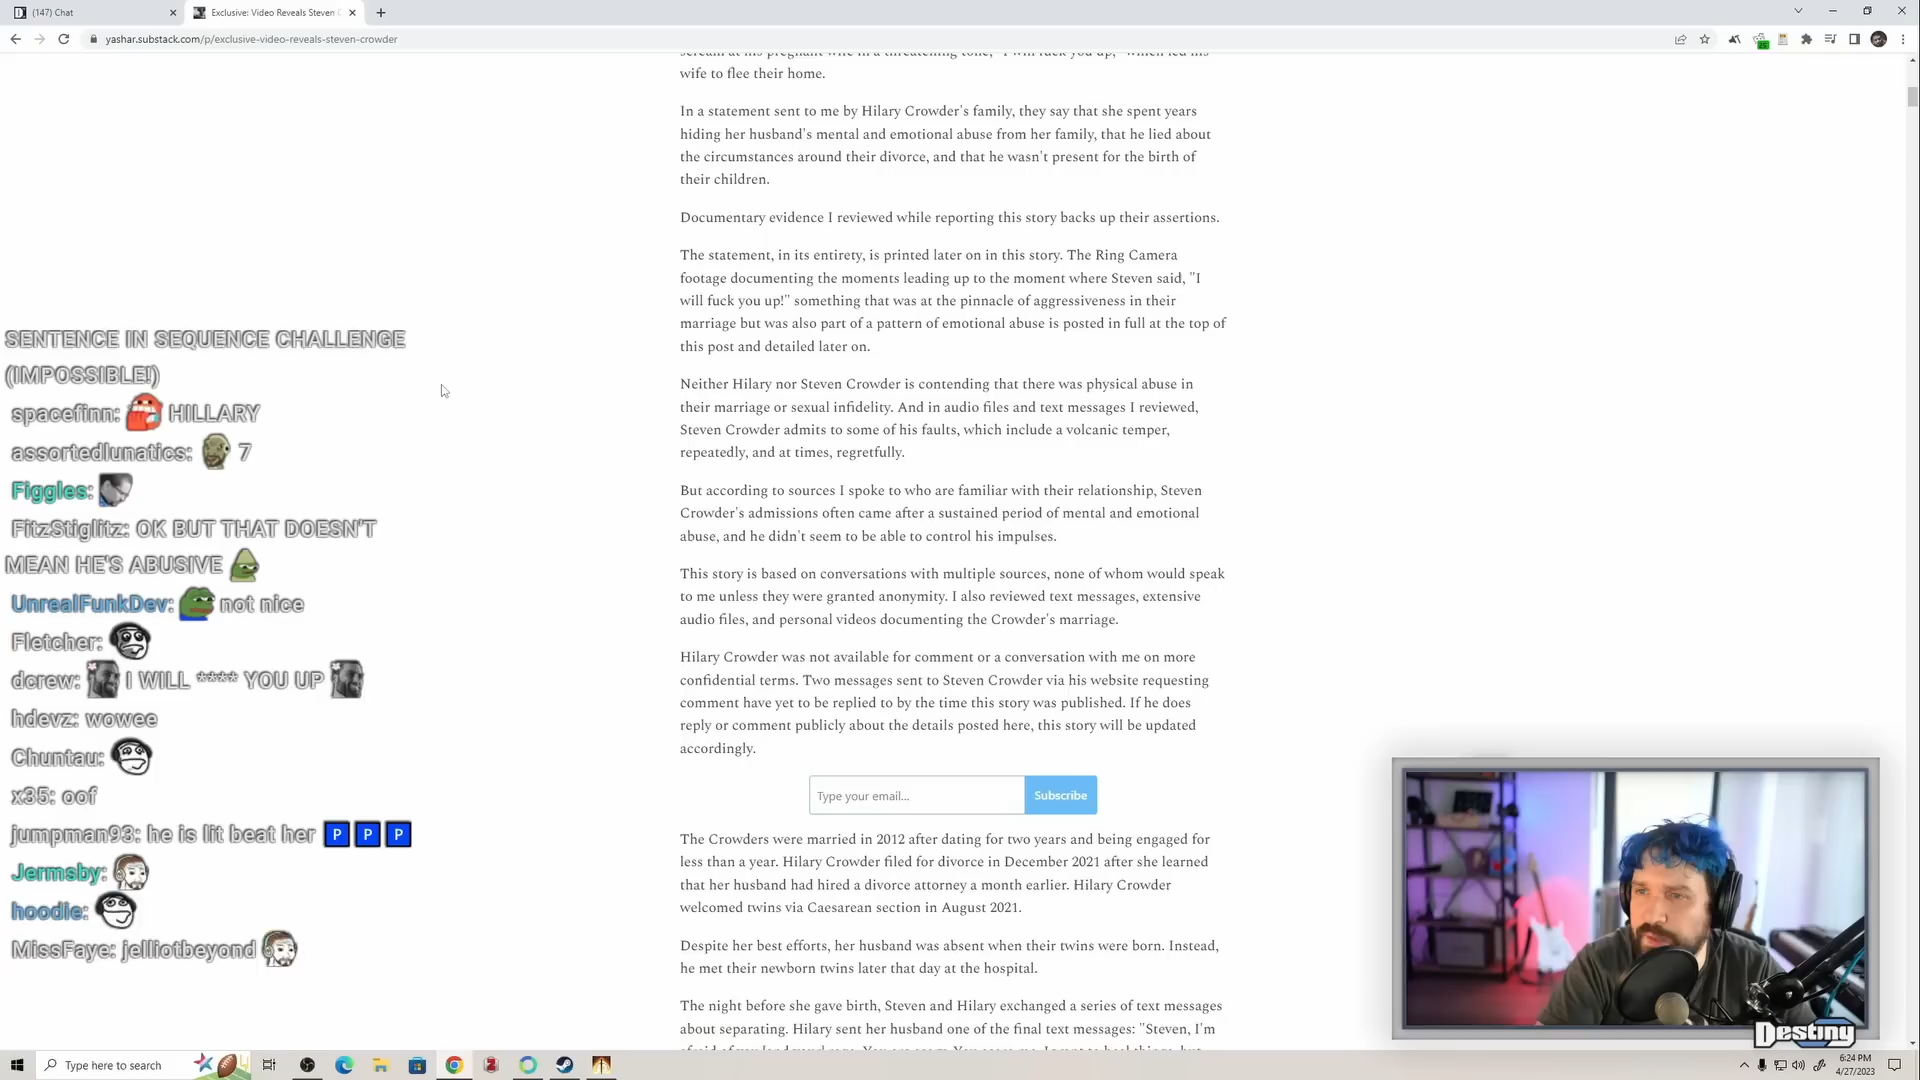 (147) Chat
Exclusive: Video Reveals Steven C
yashar.substack.com/p/exclusive-video-reveals-steven-crowder
scream at his pregnant wife in a threatening tone, "I will fuck you up," which led his
wife to flee their home.
In a statement sent to me by Hilary Crowder's family, they say that she spent years
hiding her husband's mental and emotional abuse from her family, that he lied about
the circumstances around their divorce, and that he wasn't present for the birth of
their children.
Documentary evidence I reviewed while reporting this story backs up their assertions.
The statement, in its entirety, is printed later on in this story. The Ring Camera
footage documenting the moments leading up to the moment where Steven said, "I
will fuck you up!" something that was at the pinnacle of aggressiveness in their
marriage but was also part of a pattern of emotional abuse is posted in full at the top of
this post and detailed later on.
Neither Hilary nor Steven Crowder is contending that there was physical abuse in
their marriage or sexual infidelity. And in audio files and text messages I reviewed,
Steven Crowder admits to some of his faults, which include a volcanic temper,
repeatedly, and at times, regretfully.
But according to sources I spoke to who are familiar with their relationship, Steven
Crowder's admissions often came after a sustained period of mental and emotional
abuse, and he didn't seem to be able to control his impulses.
This story is based on conversations with multiple sources, none of whom would speak
to me unless they were granted anonymity. I also reviewed text messages, extensive
audio files, and personal videos documenting the Crowder's marriage.
Hilary Crowder was not available for comment or a conversation with me on more
confidential terms. Two messages sent to Steven Crowder via his website requesting
comment have yet to be replied to by the time this story was published. If he does
reply or comment publicly about the details posted here, this story will be updated
accordingly.
Type your email...
Subscribe
The Crowders were married in 2012 after dating for two years and being engaged for
less than a year. Hilary Crowder filed for divorce in December 2021 after she learned
that her husband had hired a divorce attorney a month earlier. Hilary Crowder
welcomed twins via Caesarean section in August 2021.
Despite her best efforts, her husband was absent when their twins were born. Instead,
he met their newborn twins later that day at the hospital.
The night before she gave birth, Steven and Hilary exchanged a series of text messages
about separating. Hilary sent her husband one of the final text messages: "Steven, I'm
SENTENCE IN SEQUENCE CHALLENGE
(IMPOSSIBLE!)
spacefinn: HILLARY
assortedlunatics: 7
Figgles:
FitzStiglitz: OK BUT THAT DOESN'T
MEAN HE'S ABUSIVE
UnrealFunkDev: not nice
Fletcher:
dcrew: I WILL **** YOU UP
hdevz: wowee
Chuntau:
x35: oof
jumpman93: he is lit beat her P P P
Jermsby:
hoodie:
MissFaye: jelliotbeyond
Destiny
Type here to search
6:24 PM
4/27/2023